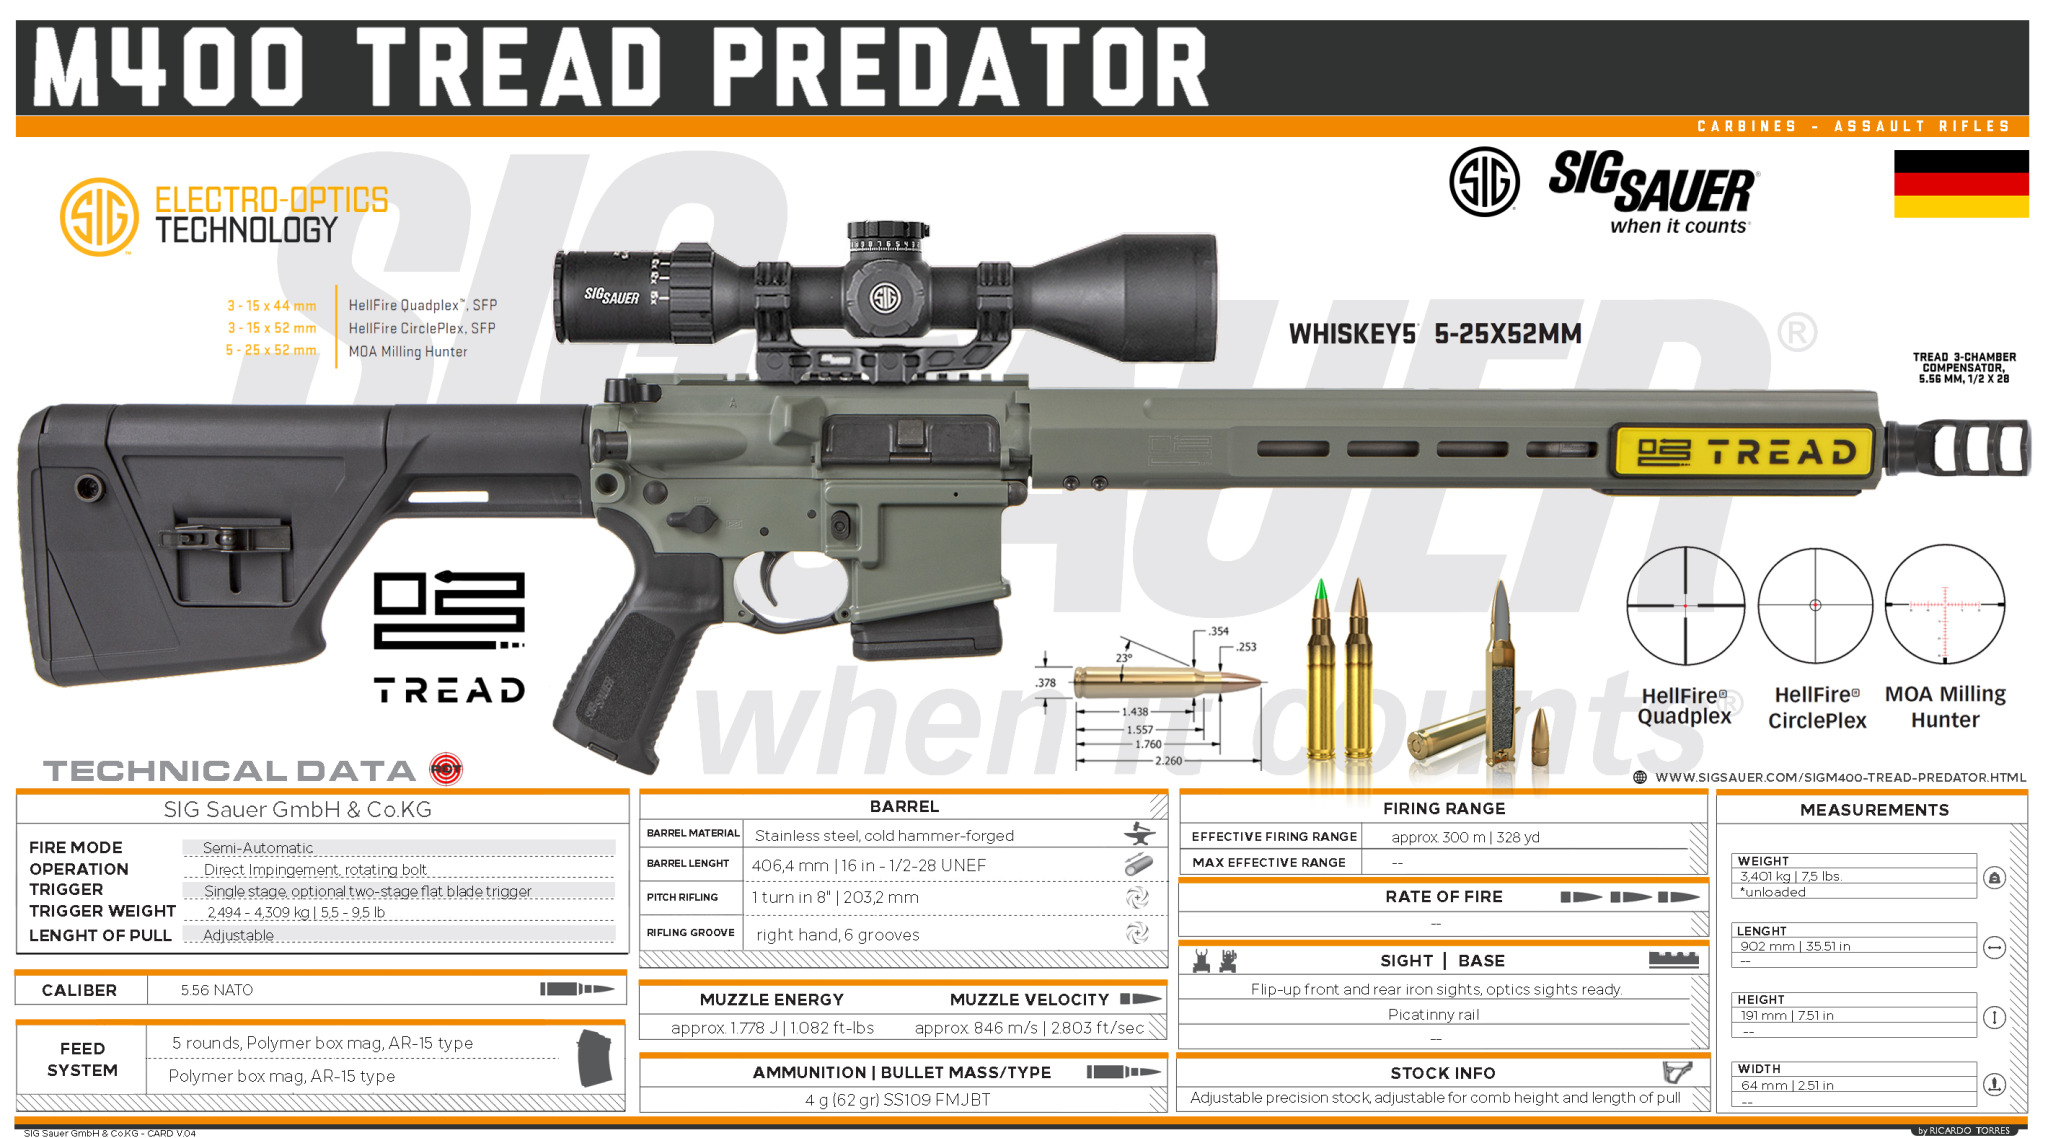 M400 TREAD PREDATOR
CARBINES - ASSAULT RIFLES
SIG ELECTRO-OPTICS
TECHNOLOGY
SIG SAUER
when it counts
3 - 15 x 44 mm HellFire Quadplex™, SFP
3 - 15 x 52 mm HellFire CirclePlex, SFP
5 - 25 x 52 mm MOA Milling Hunter
SIG SAUER
SIG
WHISKEY5 5-25X52MM
TREAD 3-CHAMBER
COMPENSATOR,
5.56 MM, 1/2 X 28
SIG SAUER®
when it counts®
TREAD
TREAD
.354
.253
23°
.378
1.438
1.557
1.760
2.260
HellFire®
Quadplex
HellFire®
CirclePlex
MOA Milling
Hunter
TECHNICAL DATA
WWW.SIGSAUER.COM/SIGM400-TREAD-PREDATOR.HTML
SIG Sauer GmbH & Co.KG
FIRE MODE Semi-Automatic
OPERATION Direct Impingement, rotating bolt
TRIGGER Single stage, optional two-stage flat blade trigger
TRIGGER WEIGHT 2,494 - 4,309 kg | 5,5 - 9,5 lb
LENGHT OF PULL Adjustable
CALIBER 5.56 NATO
FEED
SYSTEM
5 rounds, Polymer box mag, AR-15 type
Polymer box mag, AR-15 type
BARREL
BARREL MATERIAL Stainless steel, cold hammer-forged
BARREL LENGHT 406,4 mm | 16 in - 1/2-28 UNEF
PITCH RIFLING 1 turn in 8" | 203,2 mm
RIFLING GROOVE right hand, 6 grooves
MUZZLE ENERGY MUZZLE VELOCITY
approx. 1.778 J | 1.082 ft-lbs approx. 846 m/s | 2.803 ft/sec
AMMUNITION | BULLET MASS/TYPE
4 g (62 gr) SS109 FMJBT
FIRING RANGE
EFFECTIVE FIRING RANGE approx. 300 m | 328 yd
MAX EFFECTIVE RANGE --
RATE OF FIRE
--
SIGHT | BASE
Flip-up front and rear iron sights, optics sights ready.
Picatinny rail
--
STOCK INFO
Adjustable precision stock, adjustable for comb height and length of pull
MEASUREMENTS
WEIGHT
3,401 kg | 7,5 lbs.
*unloaded
LENGHT
902 mm | 35.51 in
--
HEIGHT
191 mm | 7.51 in
--
WIDTH
64 mm | 2.51 in
--
SIG Sauer GmbH & Co.KG - CARD V.04
by RICARDO TORRES